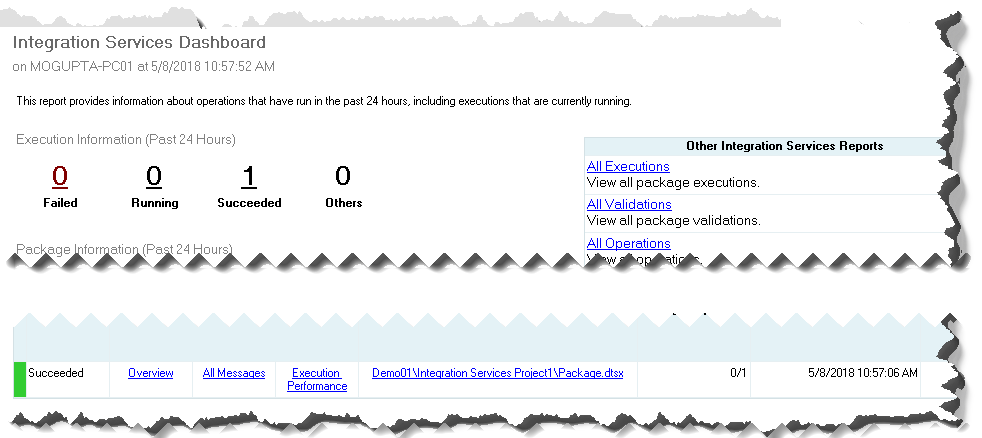 Integration Services Dashboard
on MOGUPTA-PC01 at 5/8/2018 10:57:52 AM
This report provides information about operations that have run in the past 24 hours, including executions that are currently running.
Execution Information (Past 24 Hours)
0 0 1 0
Failed Running Succeeded Others
Package Information (Past 24 Hours)
Other Integration Services Reports
All Executions
View all package executions.
All Validations
View all package validations.
All Operations
View all operations.
Succeeded Overview All Messages Execution Performance Demo01\Integration Services Project1\Package.dtsx 0/1 5/8/2018 10:57:06 AM